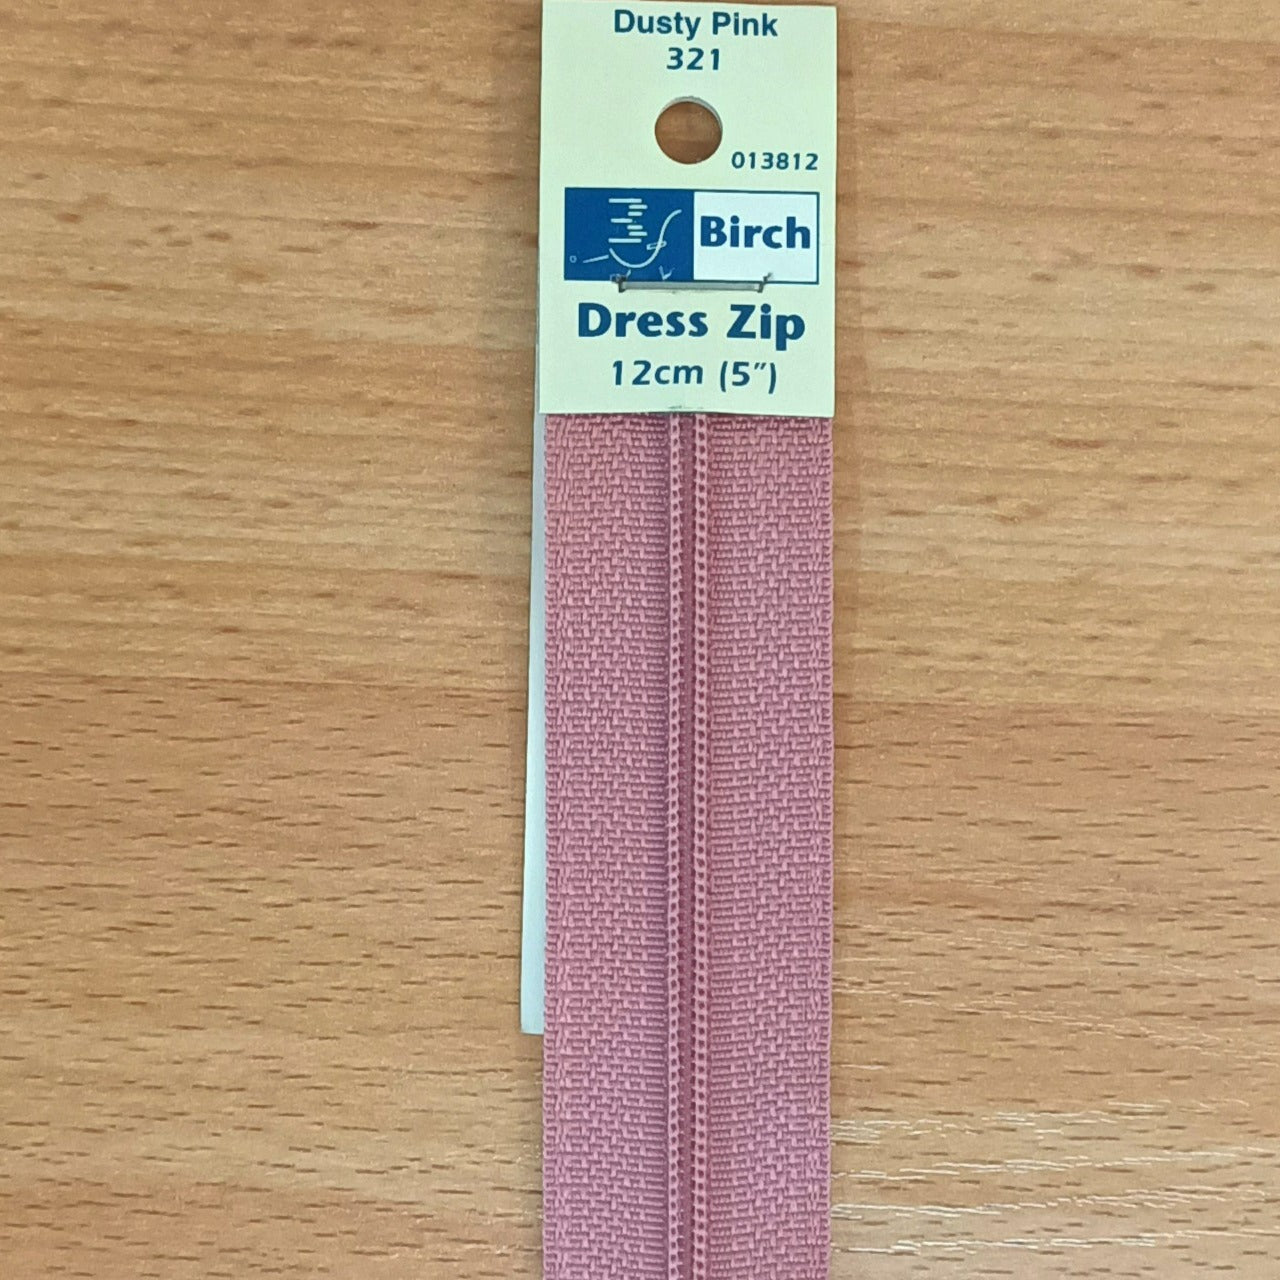 Dusty Pink
321
013812
Birch
Dress Zip
12cm (5″)